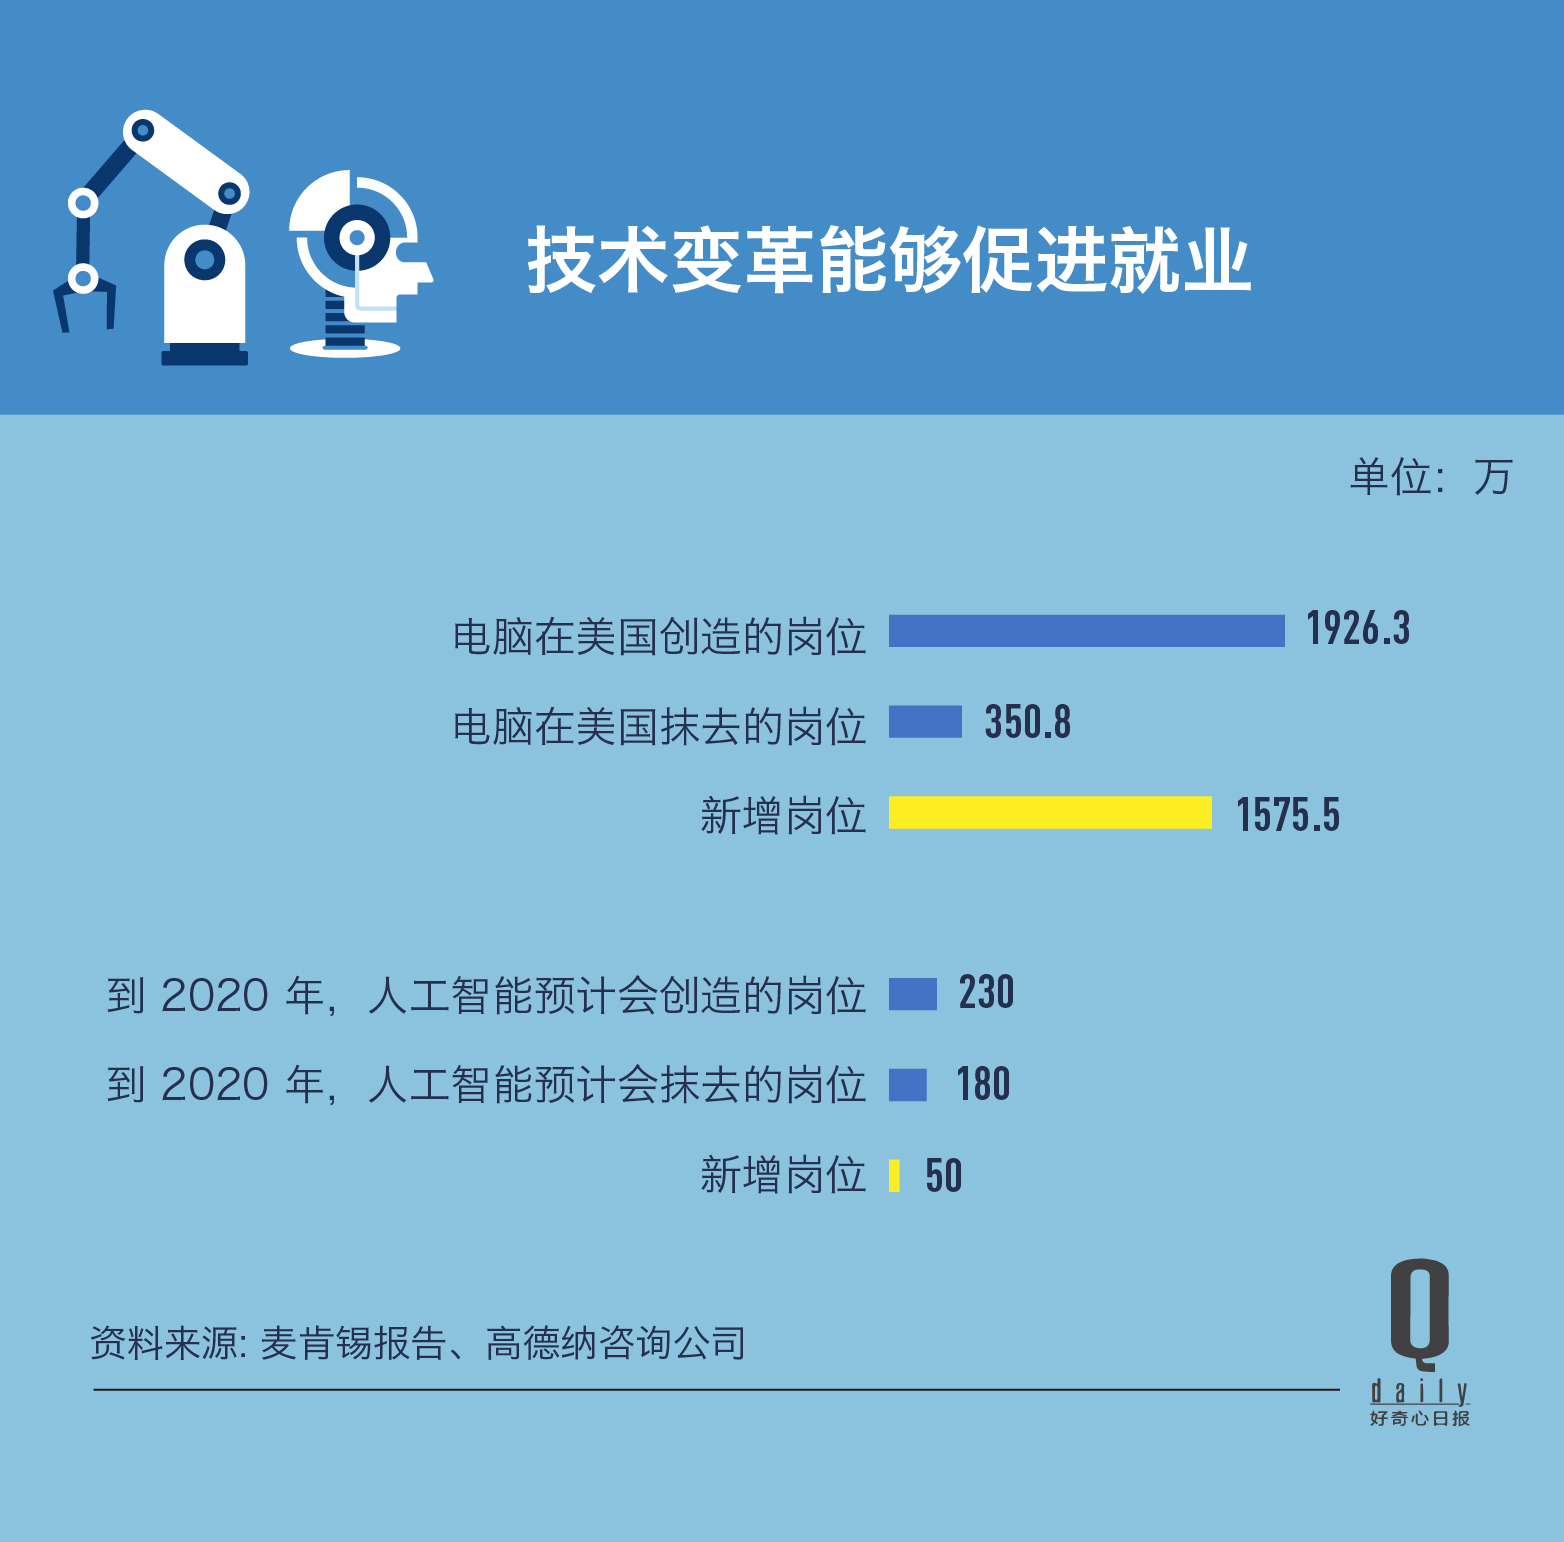 技术变革能够促进就业
单位：万
电脑在美国创造的岗位 1926.3
电脑在美国抹去的岗位 350.8
新增岗位 1575.5
到 2020 年，人工智能预计会创造的岗位 230
到 2020 年，人工智能预计会抹去的岗位 180
新增岗位 50
资料来源: 麦肯锡报告、高德纳咨询公司
Q
daily
好奇心日报